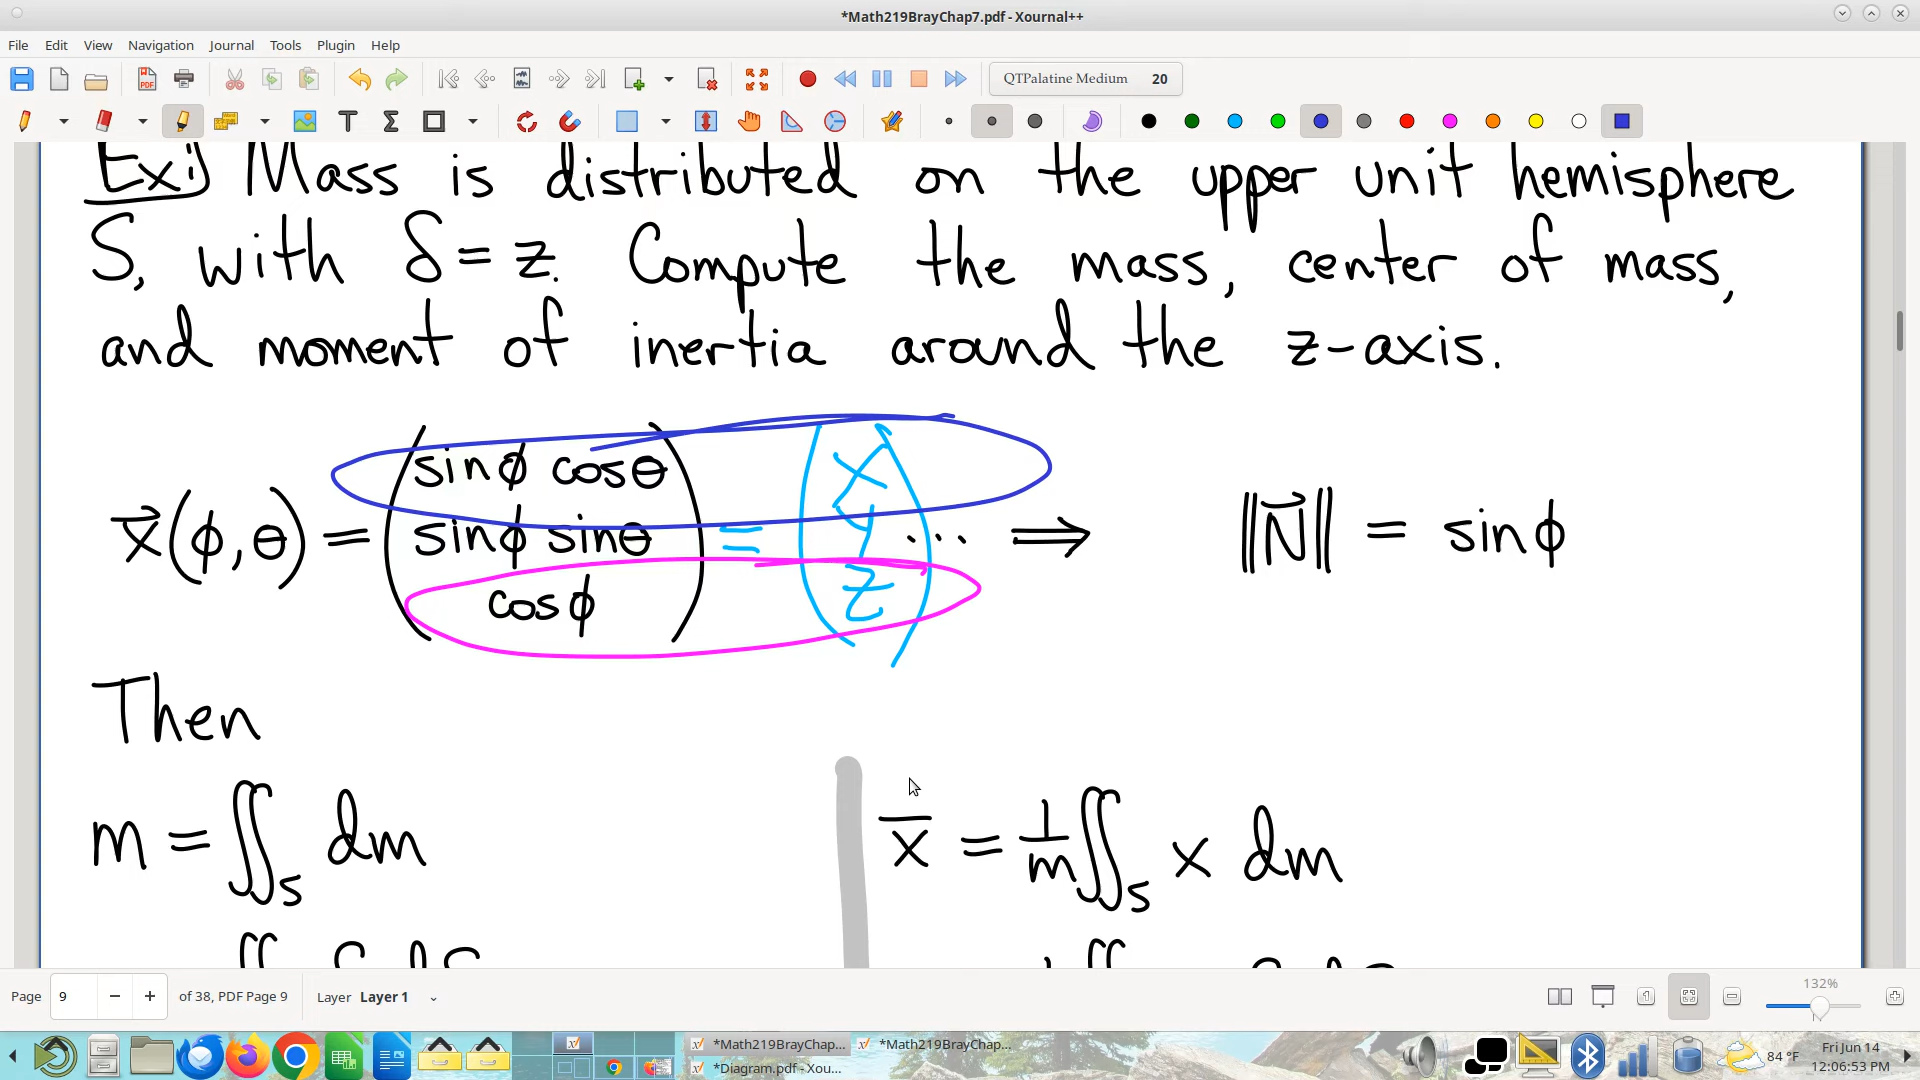 *Math219BrayChap7.pdf - Xournal++
File Edit View Navigation Journal Tools Plugin Help
QTPalatine Medium 20
Ex: Mass is distributed on the upper unit hemisphere
S, with δ = z. Compute the mass, center of mass,
and moment of inertia around the z-axis.
x⃗(ϕ,θ) = (sinϕ cosθ, sinϕ sinθ, cosϕ) = (x, y, z) ... ⟹ ‖N⃗‖ = sinϕ
Then
m = ∬_S dm
x̅ = 1/m ∬_S x dm
Page 9 of 38, PDF Page 9 Layer Layer 1
132%
*Math219BrayChap...
*Math219BrayChap...
*Diagram.pdf - Xou...
84 °F
Fri Jun 14
12:06:53 PM